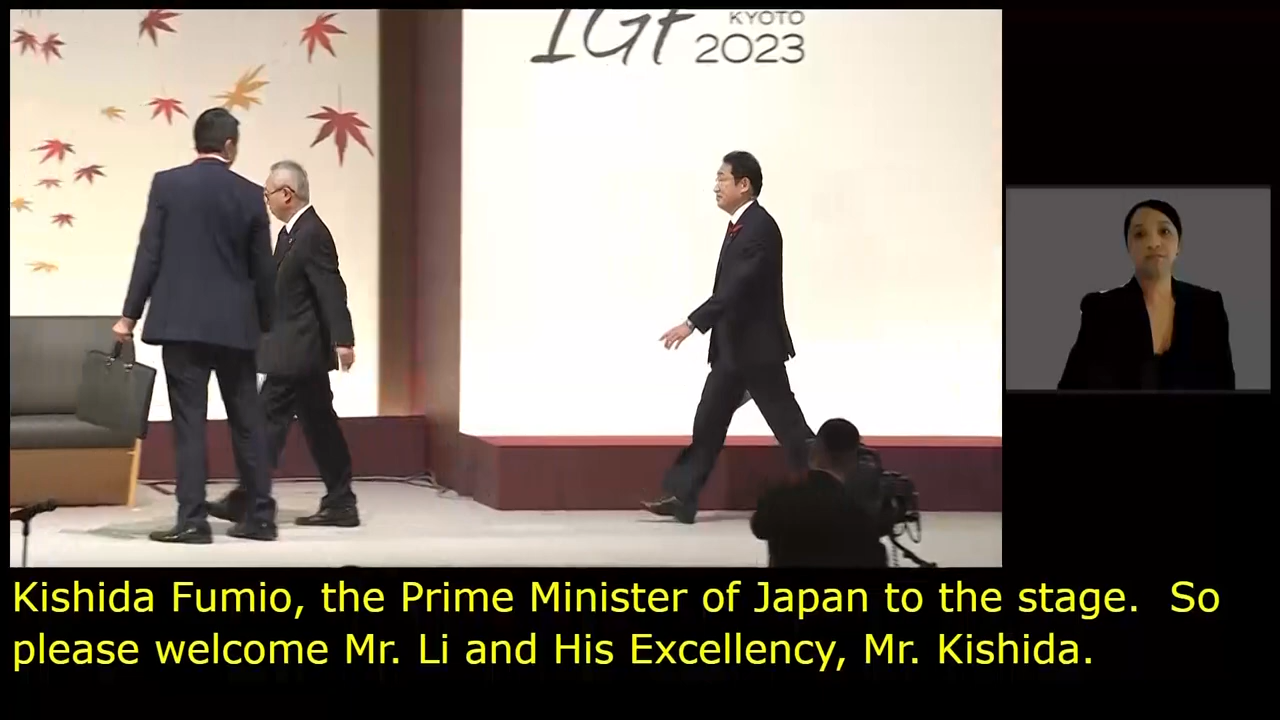 IGF
KYOTO
2023
Kishida Fumio, the Prime Minister of Japan to the stage.  So
please welcome Mr. Li and His Excellency, Mr. Kishida.